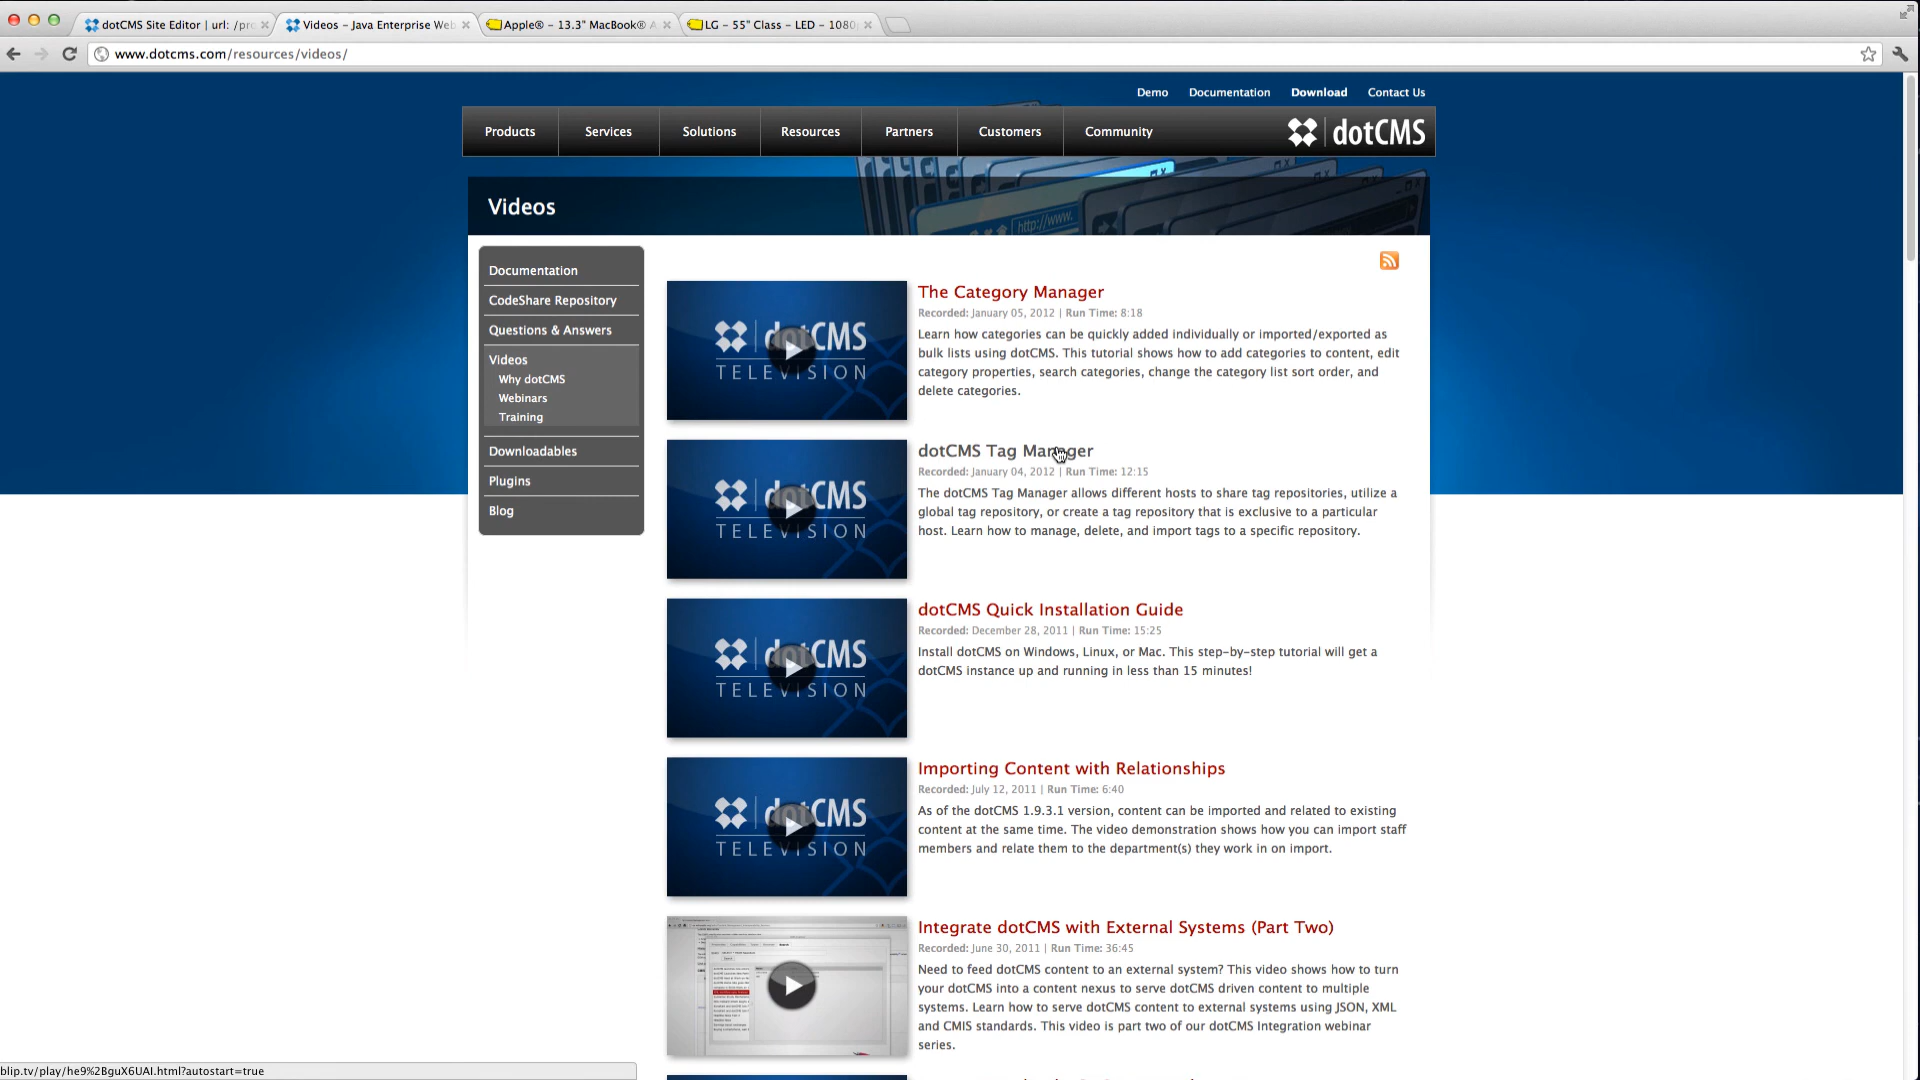 dotCMS Site Editor | url: /pro
Videos – Java Enterprise Web
Apple® – 13.3" MacBook® A
LG – 55" Class – LED – 1080
www.dotcms.com/resources/videos/
Demo Documentation Download Contact Us
Products Services Solutions Resources Partners Customers Community dotCMS
http://www.
Videos
Documentation
CodeShare Repository
Questions & Answers
Videos
Why dotCMS
Webinars
Training
Downloadables
Plugins
Blog
dotCMS
TELEVISION
The Category Manager
Recorded: January 05, 2012 | Run Time: 8:18
Learn how categories can be quickly added individually or imported/exported as
bulk lists using dotCMS. This tutorial shows how to add categories to content, edit
category properties, search categories, change the category list sort order, and
delete categories.
dotCMS
TELEVISION
dotCMS Tag Manager
Recorded: January 04, 2012 | Run Time: 12:15
The dotCMS Tag Manager allows different hosts to share tag repositories, utilize a
global tag repository, or create a tag repository that is exclusive to a particular
host. Learn how to manage, delete, and import tags to a specific repository.
dotCMS
TELEVISION
dotCMS Quick Installation Guide
Recorded: December 28, 2011 | Run Time: 15:25
Install dotCMS on Windows, Linux, or Mac. This step-by-step tutorial will get a
dotCMS instance up and running in less than 15 minutes!
dotCMS
TELEVISION
Importing Content with Relationships
Recorded: July 12, 2011 | Run Time: 6:40
As of the dotCMS 1.9.3.1 version, content can be imported and related to existing
content at the same time. The video demonstration shows how you can import staff
members and relate them to the department(s) they work in on import.
Integrate dotCMS with External Systems (Part Two)
Recorded: June 30, 2011 | Run Time: 36:45
Need to feed dotCMS content to an external system? This video shows how to turn
your dotCMS into a content nexus to serve dotCMS driven content to multiple
systems. Learn how to serve dotCMS content to external systems using JSON, XML
and CMIS standards. This video is part two of our dotCMS Integration webinar
series.
blip.tv/play/he9%2BguX6UAI.html?autostart=true